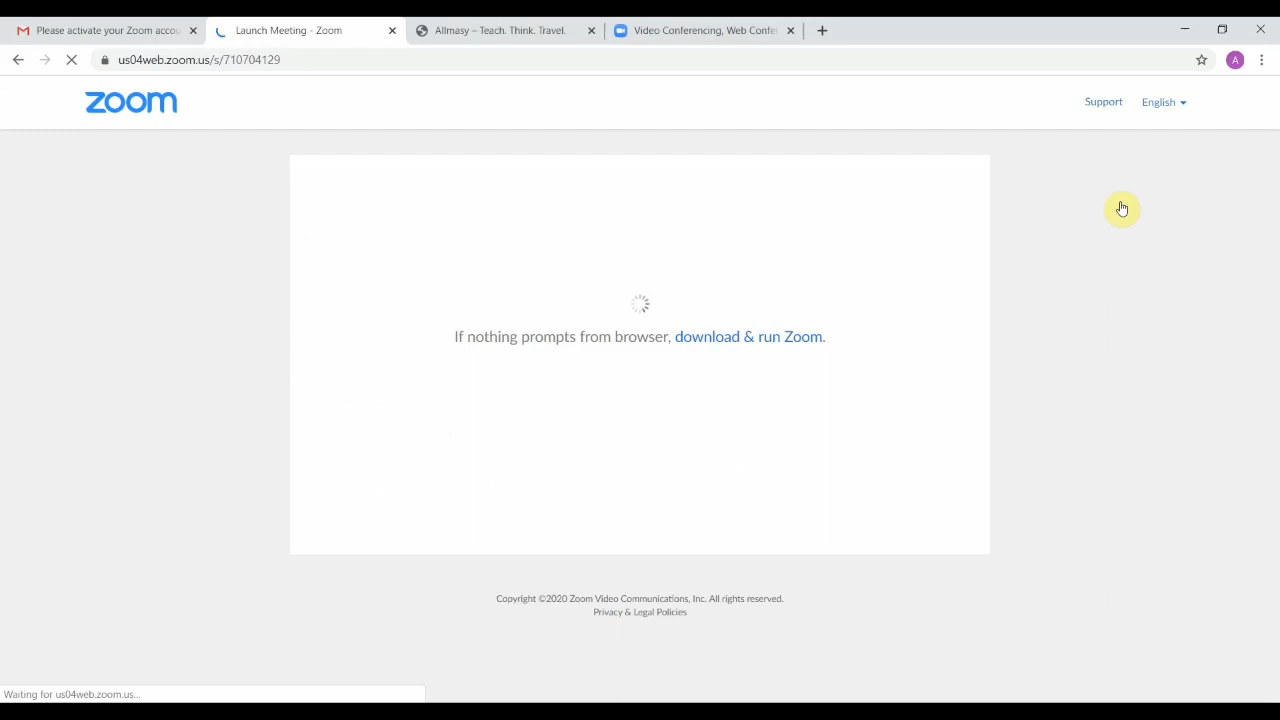 Please activate your Zoom accou
Launch Meeting - Zoom
Allmasy – Teach. Think. Travel.
Video Conferencing, Web Confer
us04web.zoom.us/s/710704129
A
zoom
Support
English
If nothing prompts from browser, download & run Zoom.
Copyright ©2020 Zoom Video Communications, Inc. All rights reserved.
Privacy & Legal Policies
Waiting for us04web.zoom.us...